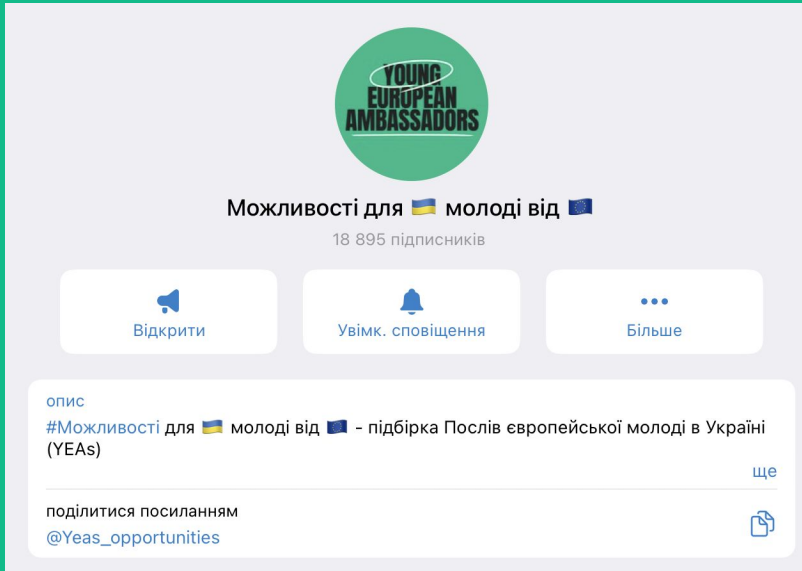 YOUNG
EUROPEAN
AMBASSADORS
Можливості для 🇺🇦 молоді від 🇪🇺
18 895 підписників
Відкрити
Увімк. сповіщення
Більше
опис
#Можливості для 🇺🇦 молоді від 🇪🇺 - підбірка Послів європейської молоді в Україні
(YEAs)
ще
поділитися посиланням
@Yeas_opportunities